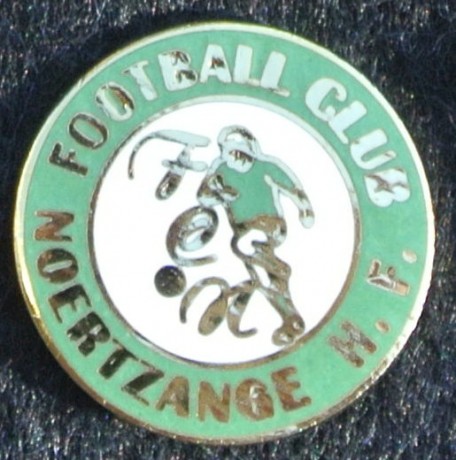 FOOTBALL CLUB
NOERTZANGE H. F.
F C N